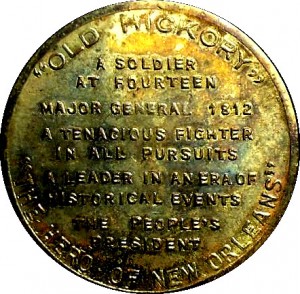 "OLD HICKORY"
A SOLDIER
AT FOURTEEN
MAJOR GENERAL 1812
A TENACIOUS FIGHTER
IN ALL PURSUITS
A LEADER IN AN ERA OF
HISTORICAL EVENTS
THE PEOPLE'S
PRESIDENT
"THE HERO OF NEW ORLEANS"